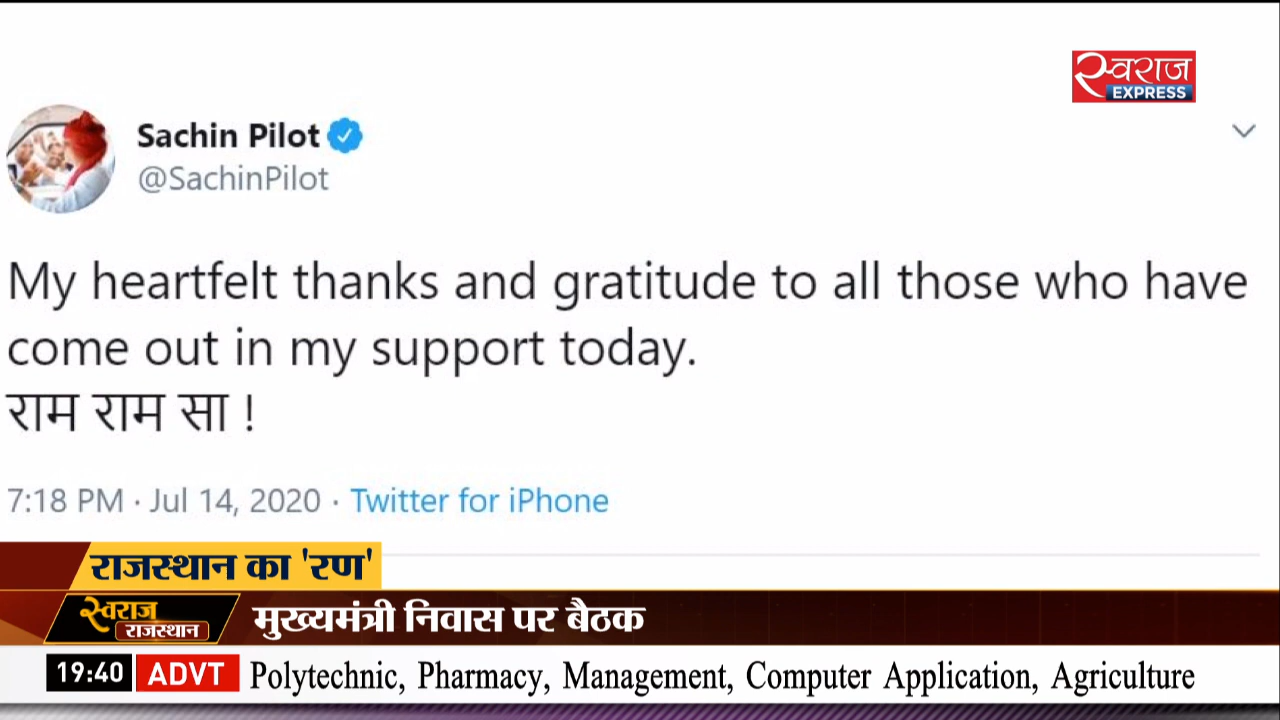 स्वराज
EXPRESS
Sachin Pilot
@SachinPilot
My heartfelt thanks and gratitude to all those who have
come out in my support today.
राम राम सा !
7:18 PM · Jul 14, 2020 · Twitter for iPhone
राजस्थान का 'रण'
स्वराज
राजस्थान
मुख्यमंत्री निवास पर बैठक
19:40 ADVT Polytechnic, Pharmacy, Management, Computer Application, Agriculture